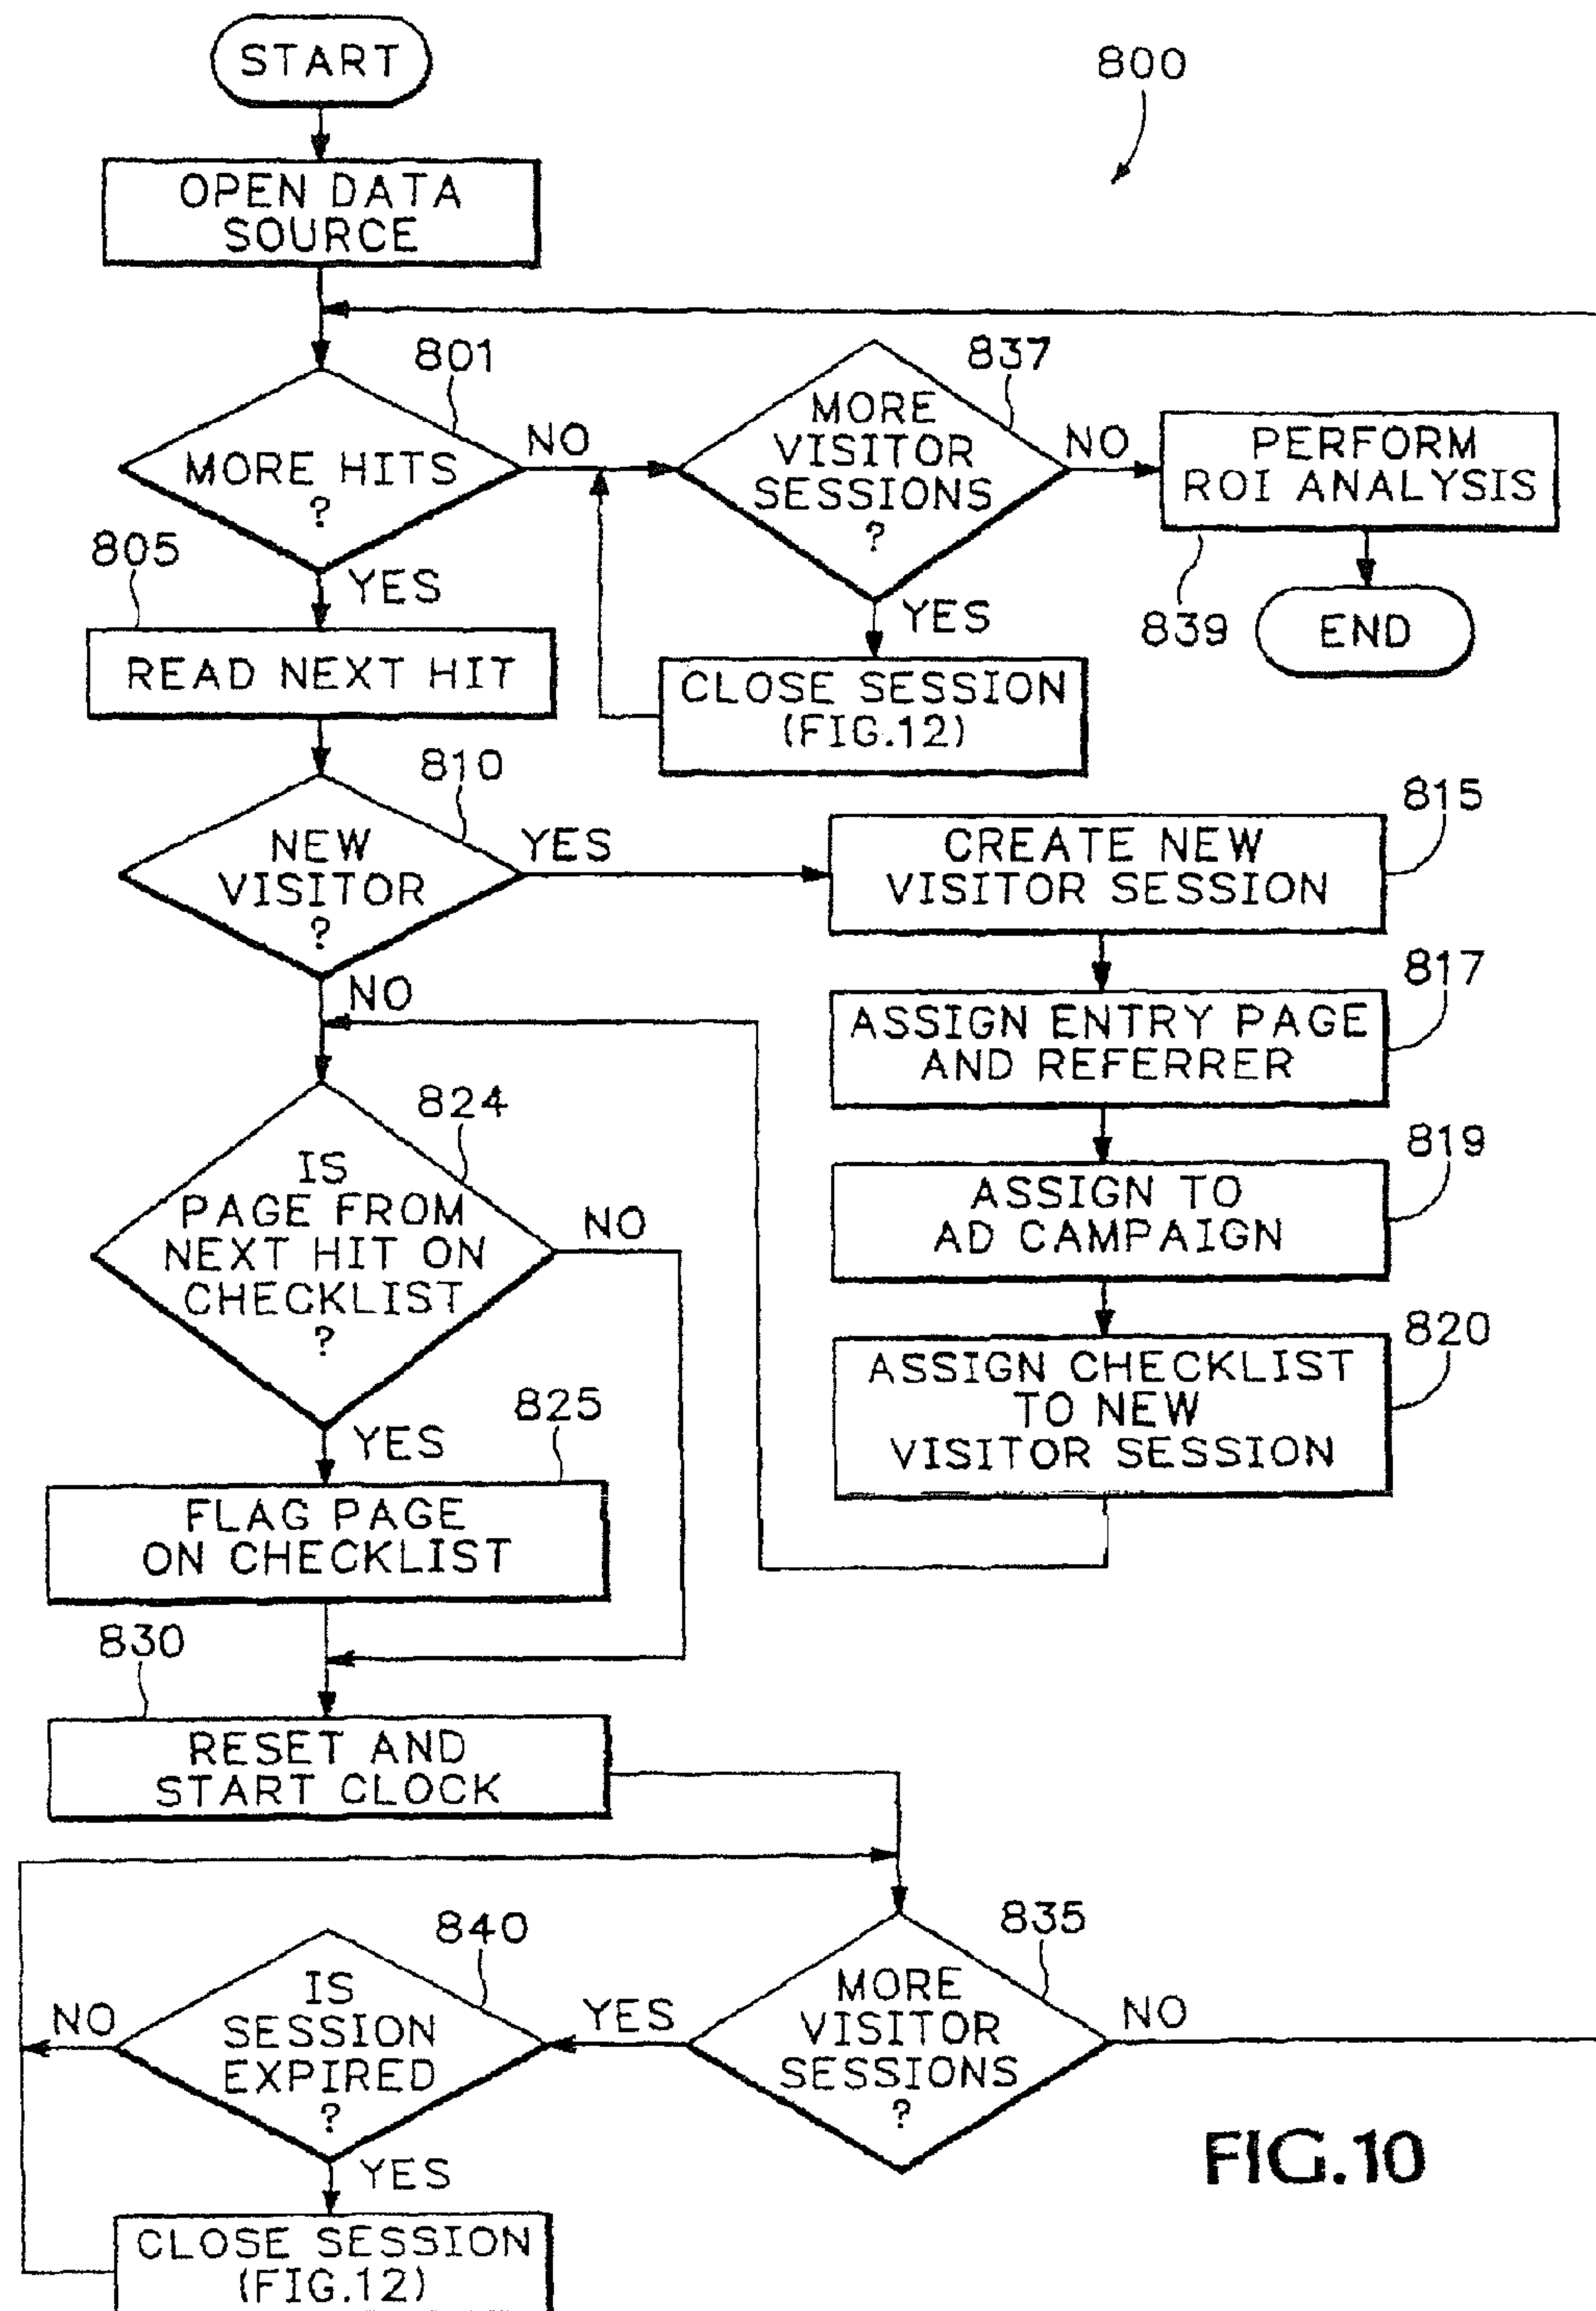 START
800
OPEN DATA
SOURCE
801
MORE HITS
?
NO
YES
837
MORE
VISITOR
SESSIONS
?
NO
YES
PERFORM
ROI ANALYSIS
839
END
805
READ NEXT HIT
CLOSE SESSION
(FIG.12)
810
NEW
VISITOR
?
YES
NO
CREATE NEW
VISITOR SESSION
815
ASSIGN ENTRY PAGE
AND REFERRER
817
ASSIGN TO
AD CAMPAIGN
819
ASSIGN CHECKLIST
TO NEW
VISITOR SESSION
820
824
IS
PAGE FROM
NEXT HIT ON
CHECKLIST
?
NO
YES
825
FLAG PAGE
ON CHECKLIST
830
RESET AND
START CLOCK
835
MORE
VISITOR
SESSIONS
?
NO
YES
840
IS
SESSION
EXPIRED
?
NO
YES
CLOSE SESSION
(FIG.12)
FIG.10